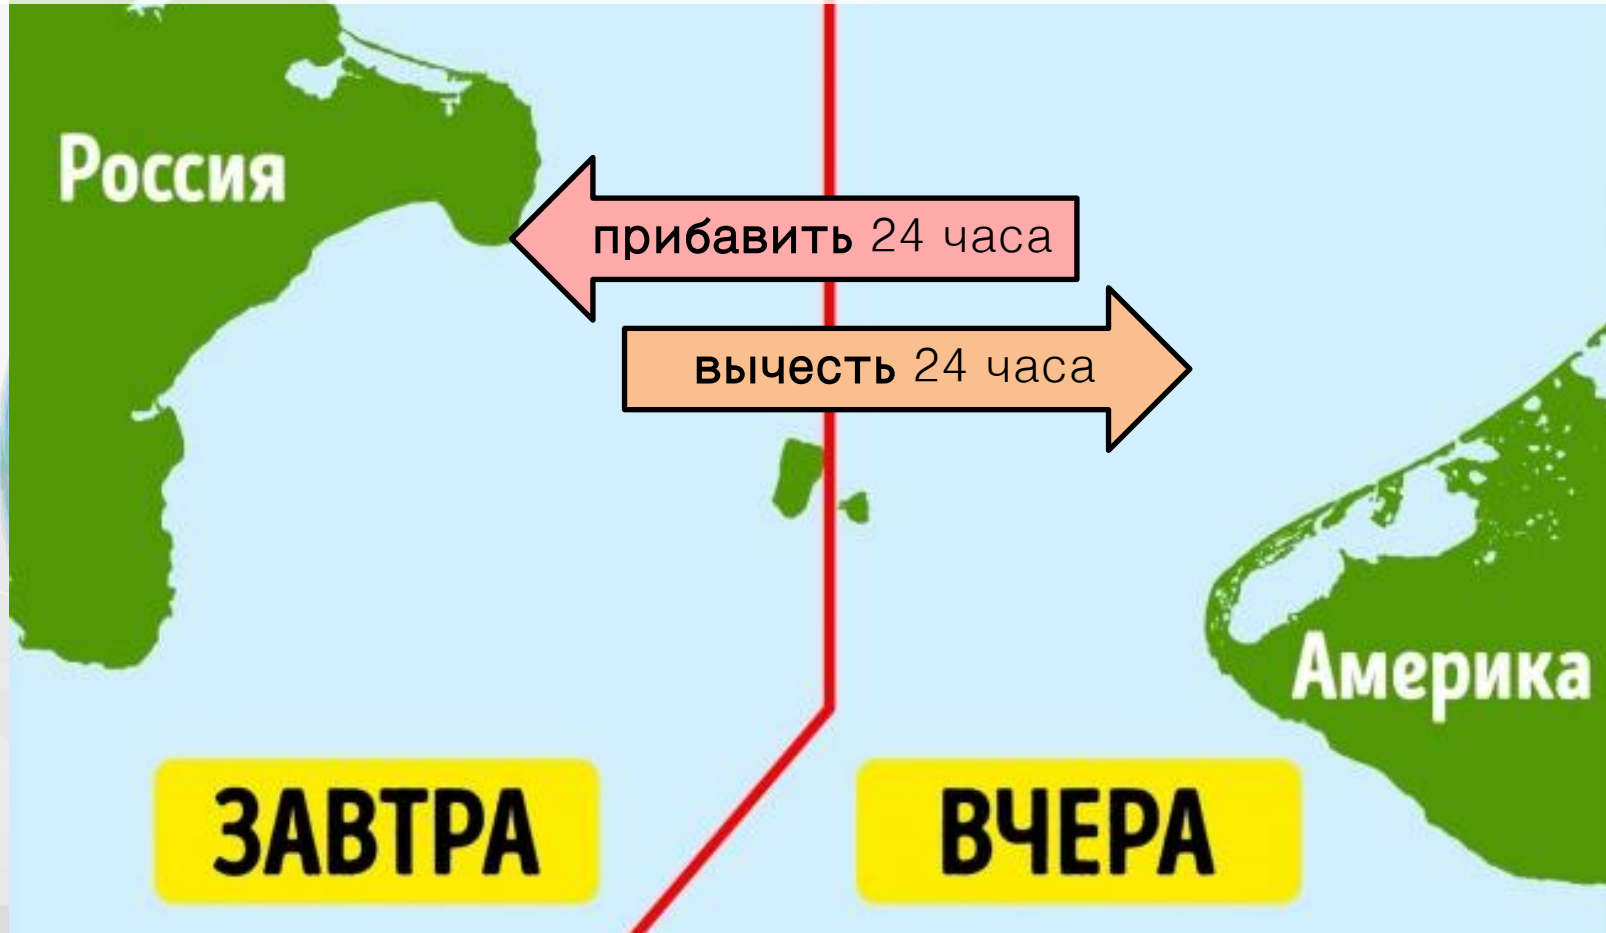 Россия
прибавить 24 часа
вычесть 24 часа
Америка
ЗАВТРА
ВЧЕРА